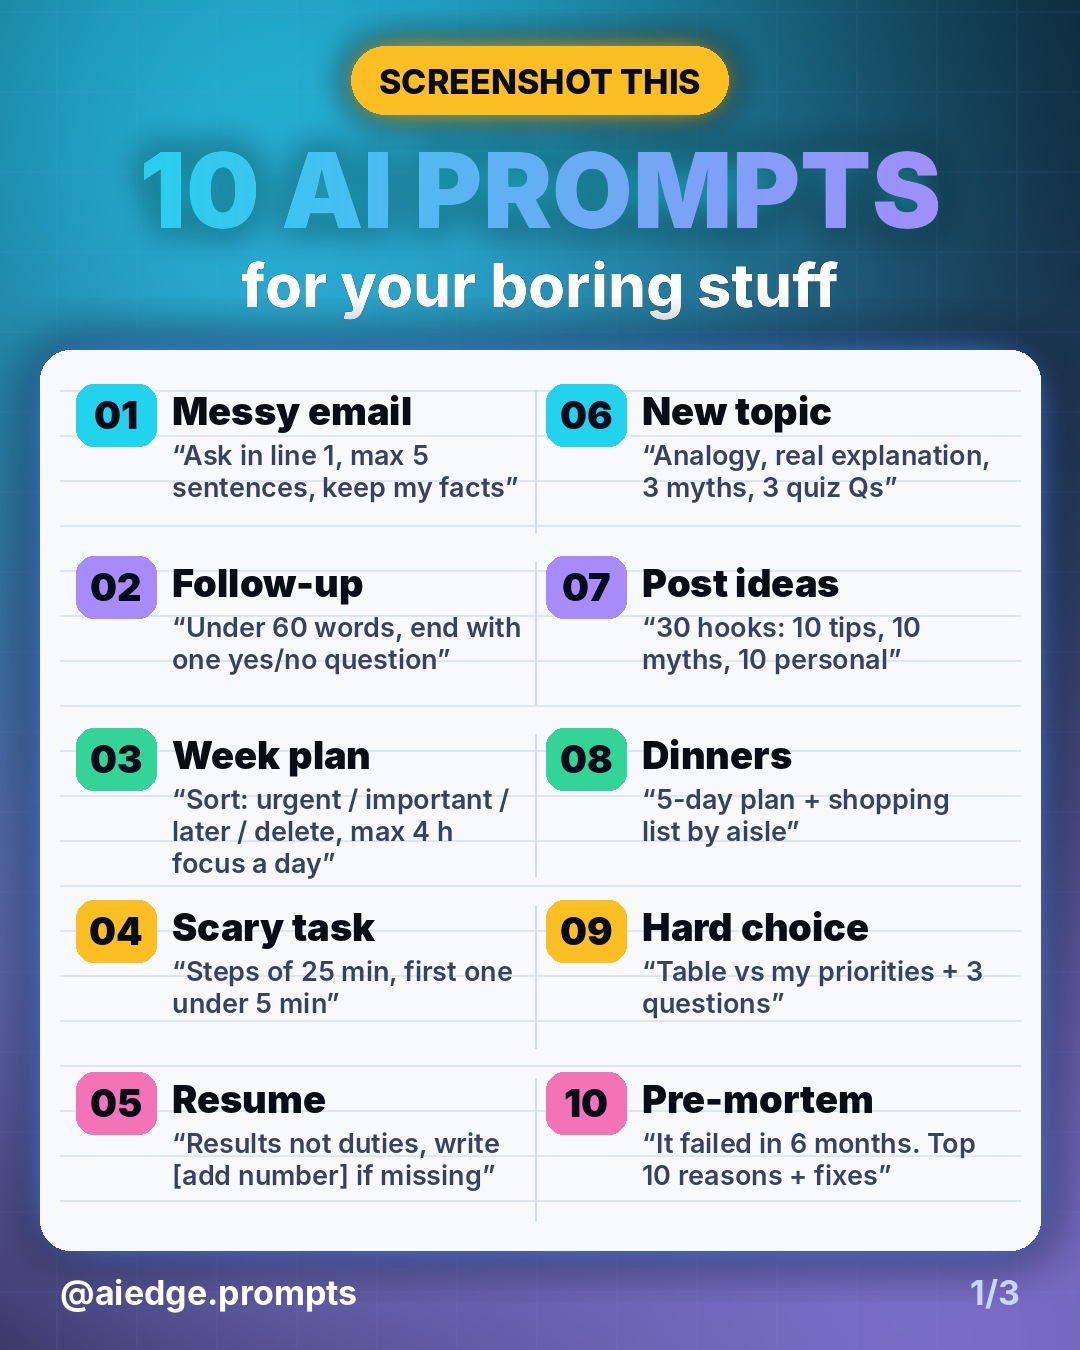 SCREENSHOT THIS
10 AI PROMPTS
for your boring stuff
01 Messy email
“Ask in line 1, max 5
sentences, keep my facts”
02 Follow-up
“Under 60 words, end with
one yes/no question”
03 Week plan
“Sort: urgent / important /
later / delete, max 4 h
focus a day”
04 Scary task
“Steps of 25 min, first one
under 5 min”
05 Resume
“Results not duties, write
[add number] if missing”
06 New topic
“Analogy, real explanation,
3 myths, 3 quiz Qs”
07 Post ideas
“30 hooks: 10 tips, 10
myths, 10 personal”
08 Dinners
“5-day plan + shopping
list by aisle”
09 Hard choice
“Table vs my priorities + 3
questions”
10 Pre-mortem
“It failed in 6 months. Top
10 reasons + fixes”
@aiedge.prompts
1/3